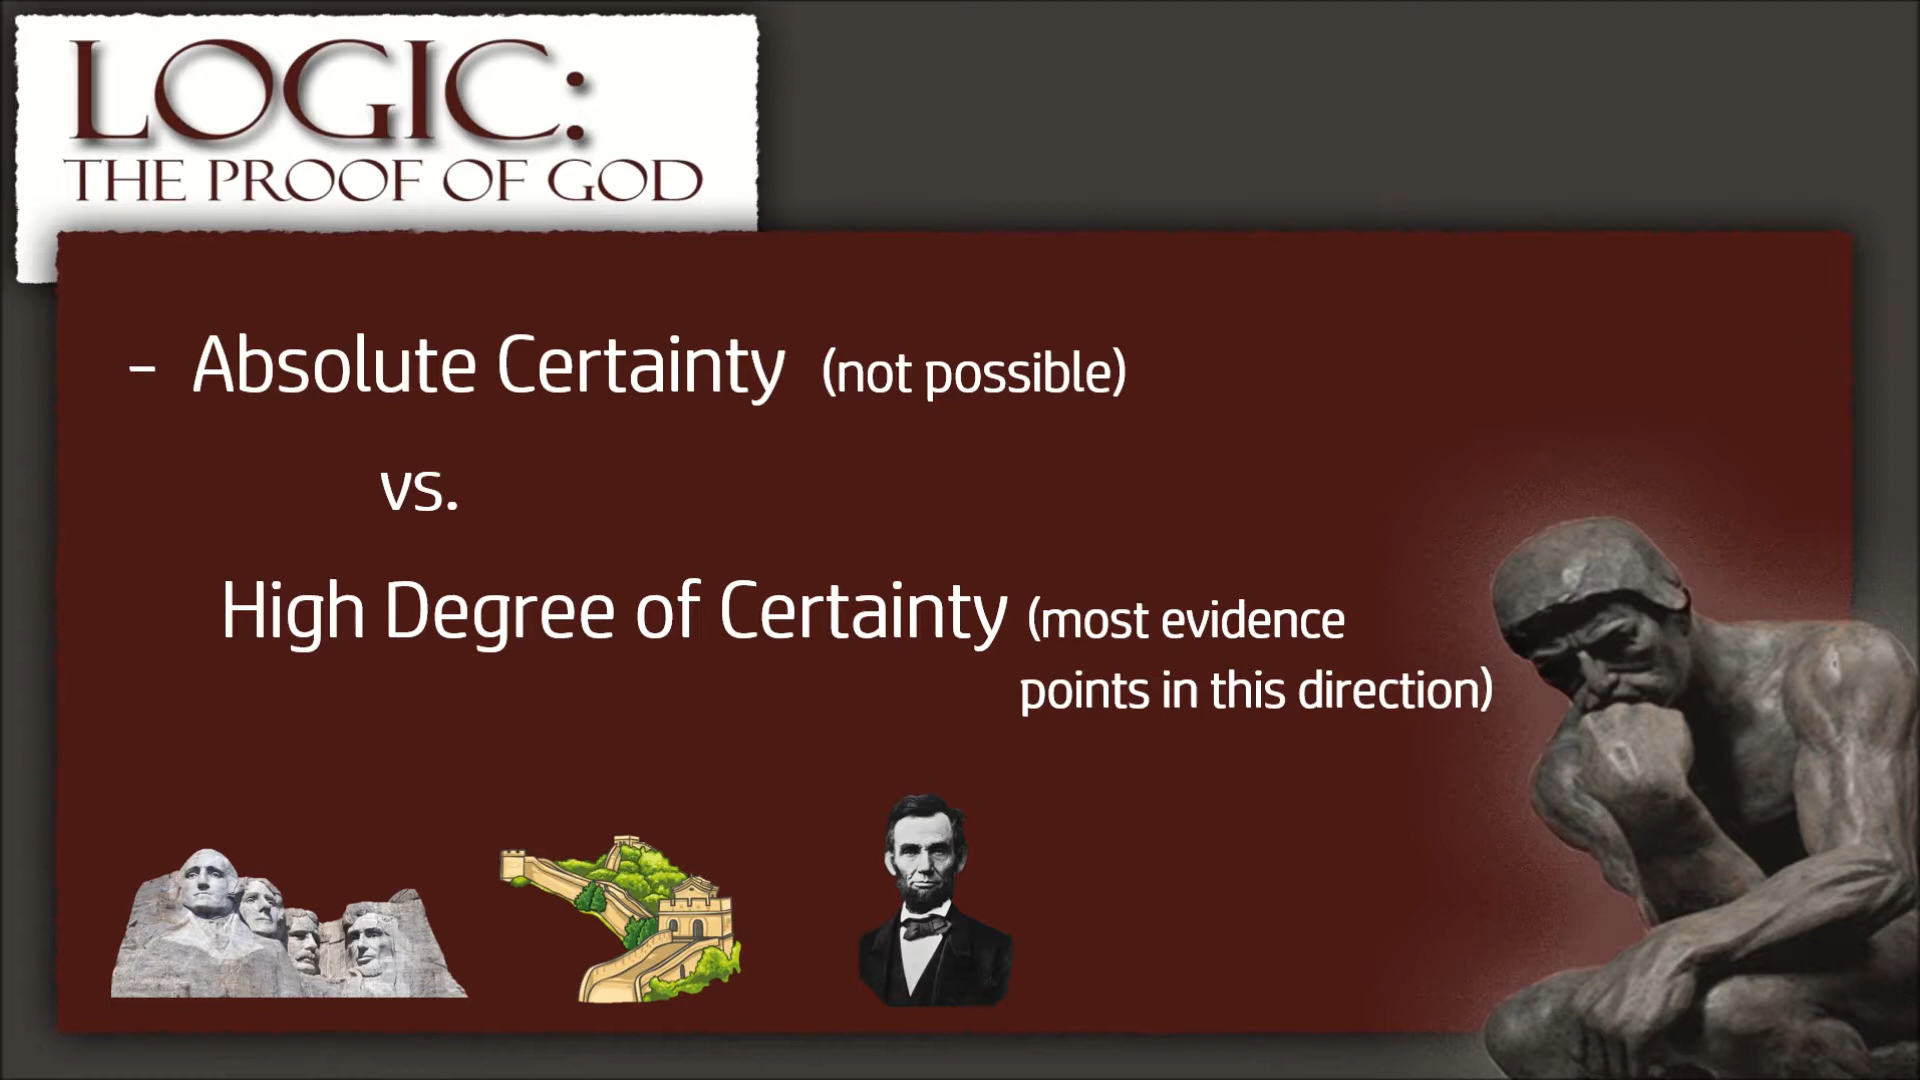 LOGIC:
THE PROOF OF GOD
- Absolute Certainty (not possible)
vs.
High Degree of Certainty (most evidence
points in this direction)